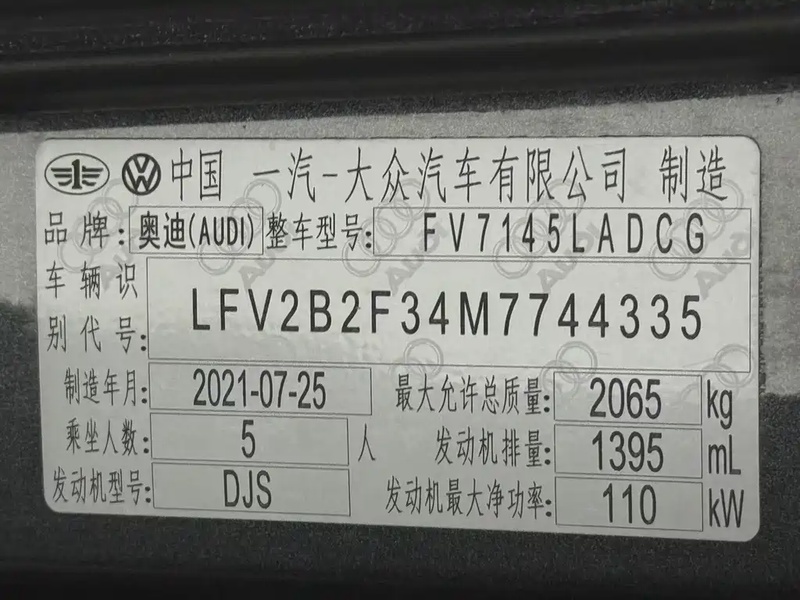 中国 一汽-大众汽车有限公司 制造
品牌: 奥迪(AUDI) 整车型号: FV7145LADCG
车辆识别代号: LFV2B2F34M7744335
制造年月: 2021-07-25 最大允许总质量: 2065 kg
乘坐人数: 5 人 发动机排量: 1395 mL
发动机型号: DJS 发动机最大净功率: 110 kW